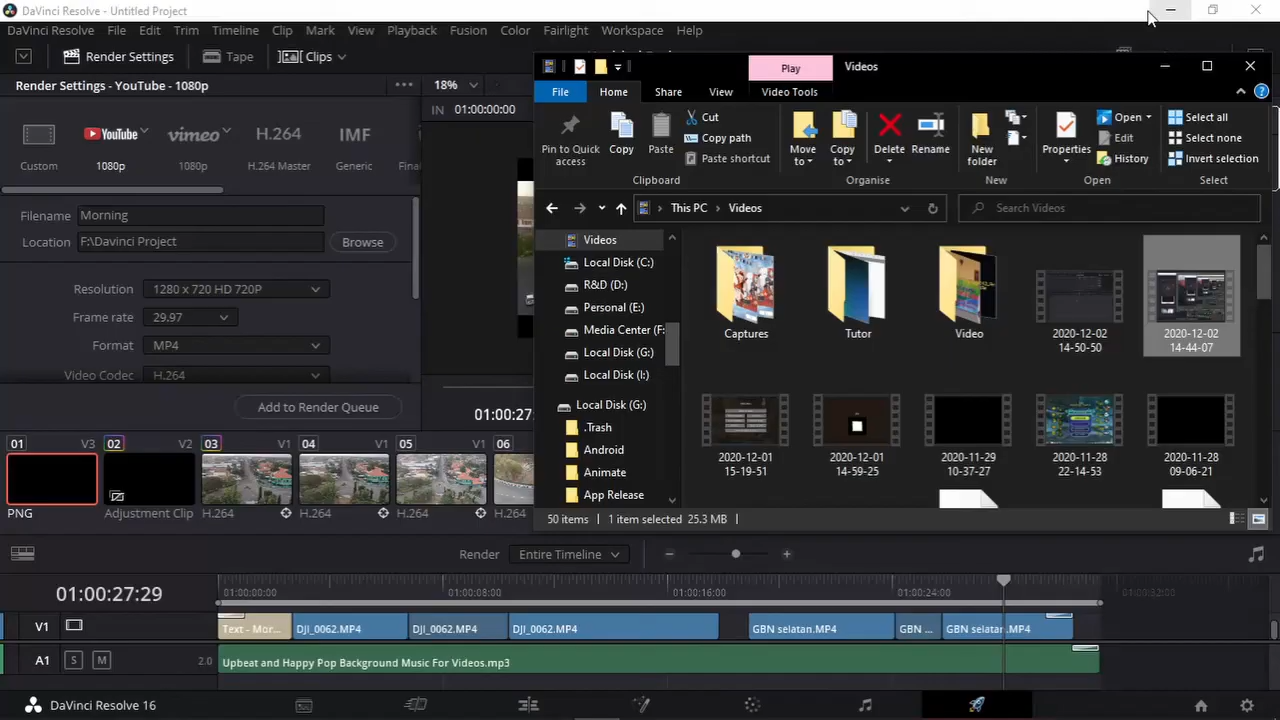 DaVinci Resolve - Untitled Project
DaVinci Resolve File Edit Trim Timeline Clip Mark View Playback Fusion Color Fairlight Workspace Help
Render Settings Tape Clips
Render Settings - YouTube - 1080p
18%
IN 01:00:00:00
YouTube vimeo H.264 IMF
Custom 1080p 1080p H.264 Master Generic
Filename Morning
Location F:\Davinci Project Browse
Resolution 1280 x 720 HD 720P
Frame rate 29.97
Format MP4
Video Codec H.264
Add to Render Queue
Play Videos
File Home Share View Video Tools
Pin to Quick access
Copy
Paste
Cut
Copy path
Paste shortcut
Clipboard
Move to
Copy to
Delete
Rename
Organise
New folder
New
Properties
Open
Edit
History
Open
Select all
Select none
Invert selection
Select
This PC > Videos
Search Videos
Videos
Local Disk (C:)
R&D (D:)
Personal (E:)
Media Center (F:
Local Disk (G:)
Local Disk (I:)
Local Disk (G:)
.Trash
Android
Animate
App Release
Captures
Tutor
Video
2020-12-02 14-50-50
2020-12-02 14-44-07
2020-12-01 15-19-51
2020-12-01 14-59-25
2020-11-29 10-37-27
2020-11-28 22-14-53
2020-11-28 09-06-21
50 items 1 item selected 25.3 MB
01:00:27:
01 V3 02 V2 03 V1 04 V1 05 V1 06
PNG Adjustment Clip H.264 H.264 H.264 H.264
Render Entire Timeline
01:00:27:29
01:00:00:00 01:00:08:00 01:00:16:00 01:00:24:00 01:00:32:00
V1 Text - Mor... DJI_0062.MP4 DJI_0062.MP4 DJI_0062.MP4 GBN selatan.MP4 GBN ... GBN selatan.MP4
A1 S M 2.0 Upbeat and Happy Pop Background Music For Videos.mp3
DaVinci Resolve 16